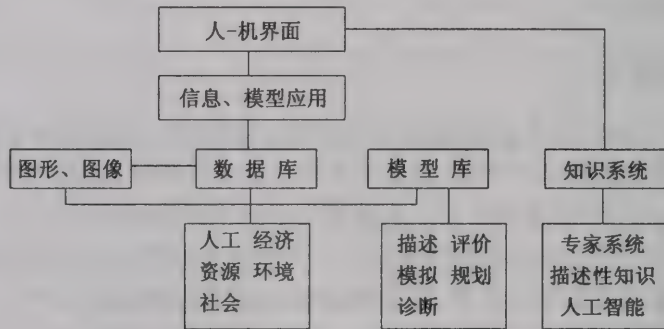 人-机界面
信息、模型应用
图形、图像 数据库 模型库 知识系统
人工 经济 描述 评价 专家系统
资源 环境 模拟 规划 描述性知识
社会 诊断 人工智能